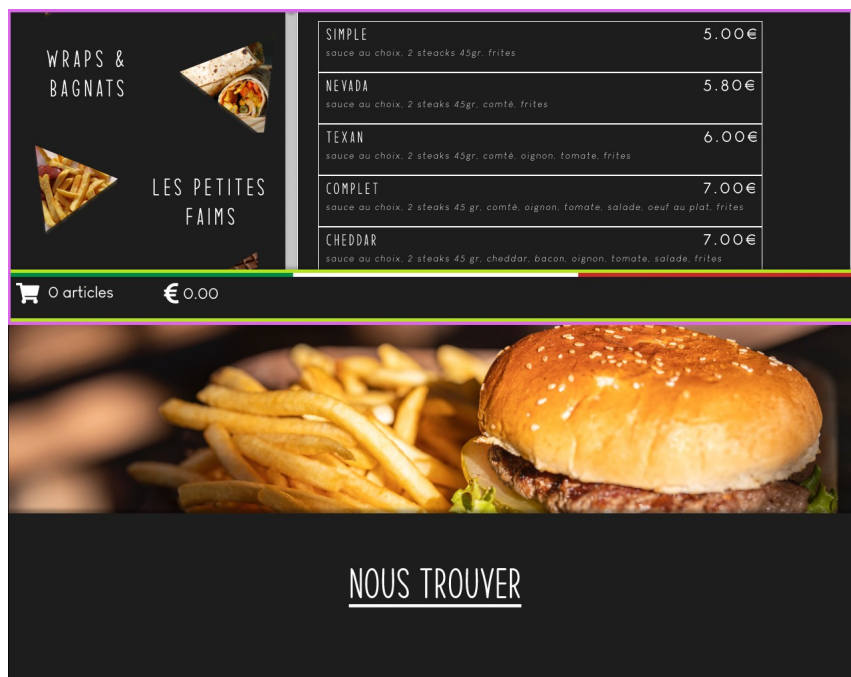 WRAPS &
BAGNATS
LES PETITES
FAIMS
SIMPLE 5.00€
sauce au choix, 2 steacks 45gr, frites
NEVADA 5.80€
sauce au choix, 2 steaks 45gr, comté, frites
TEXAN 6.00€
sauce au choix, 2 steaks 45gr, comté, oignon, tomate, frites
COMPLET 7.00€
sauce au choix, 2 steaks 45 gr, comté, oignon, tomate, salade, oeuf au plat, frites
CHEDDAR 7.00€
sauce au choix, 2 steaks 45 gr, cheddar, bacon, oignon, tomate, salade, frites
0 articles € 0.00
NOUS TROUVER